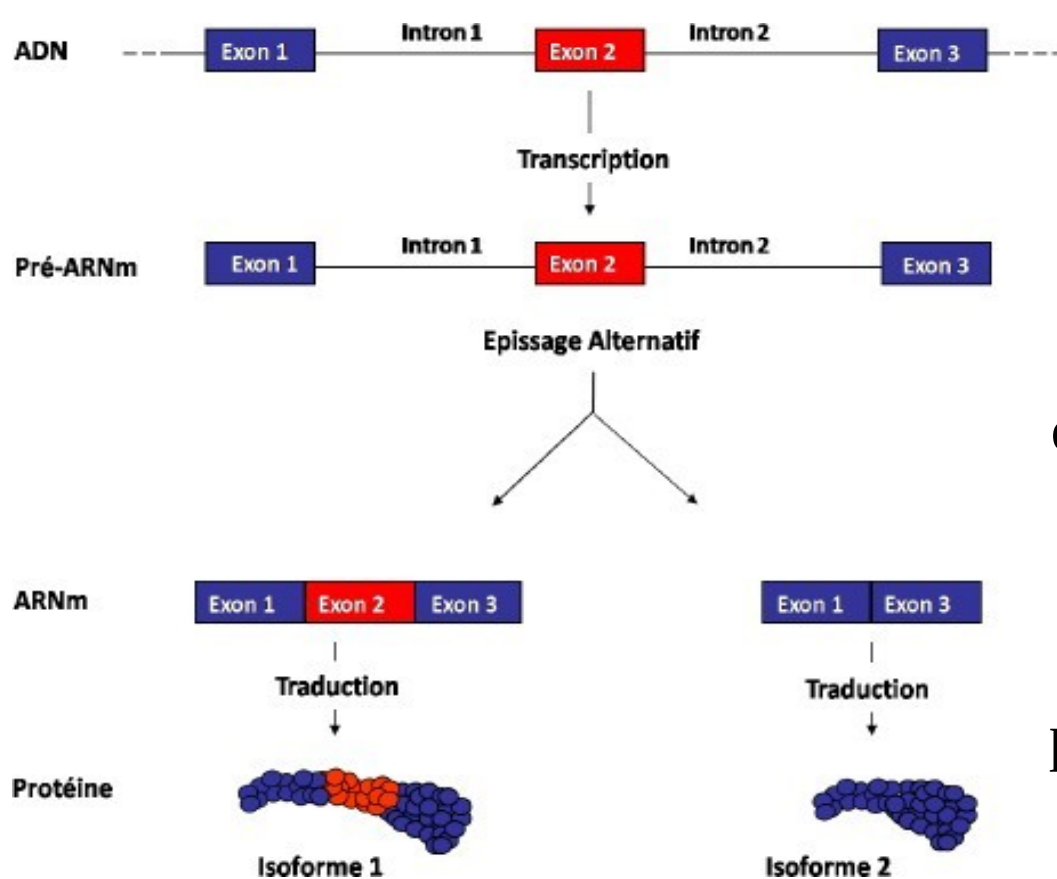 ADN Exon 1 Intron 1 Exon 2 Intron 2 Exon 3
Transcription
Pré-ARNm Exon 1 Intron 1 Exon 2 Intron 2 Exon 3
Epissage Alternatif
ARNm Exon 1 Exon 2 Exon 3 Exon 1 Exon 3
Traduction Traduction
Protéine
Isoforme 1 Isoforme 2